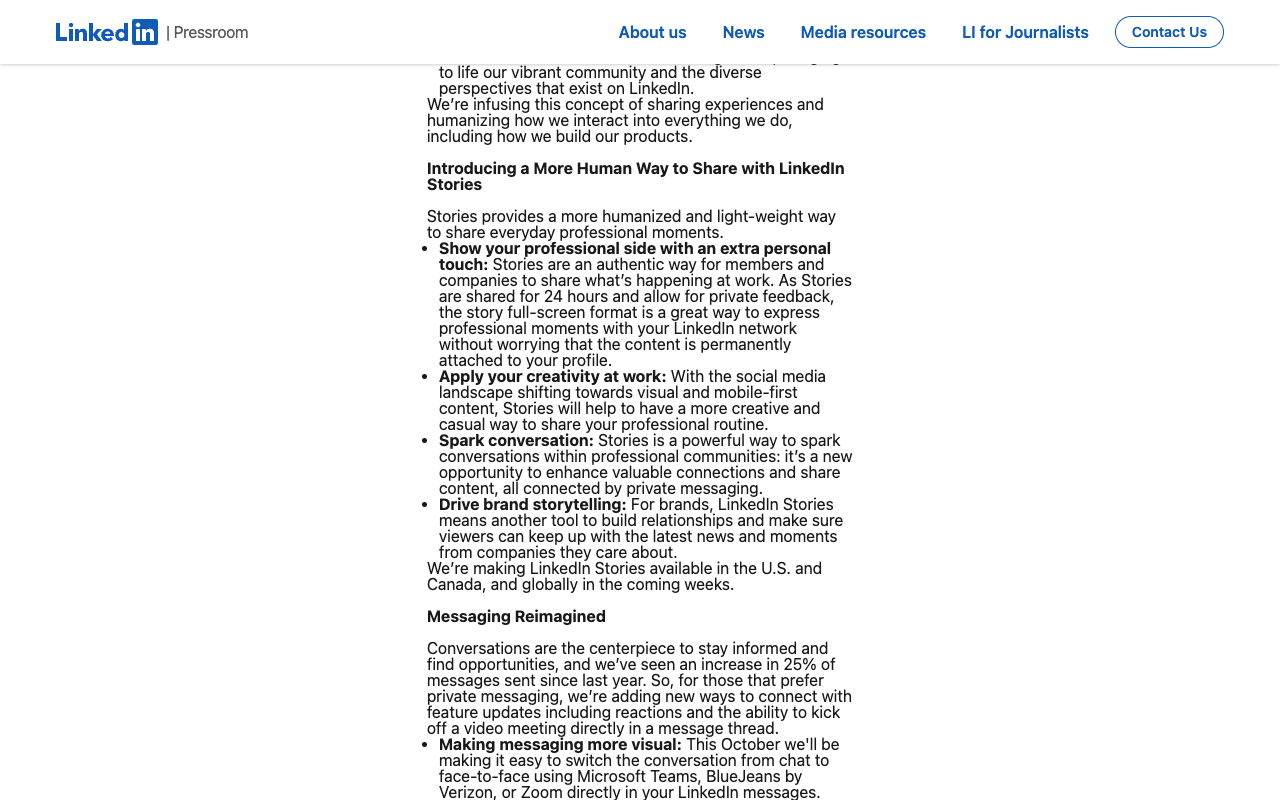 Linked in | Pressroom
About us
News
Media resources
LI for Journalists
Contact Us
to life our vibrant community and the diverse
perspectives that exist on LinkedIn.
We’re infusing this concept of sharing experiences and
humanizing how we interact into everything we do,
including how we build our products.
Introducing a More Human Way to Share with LinkedIn
Stories
Stories provides a more humanized and light-weight way
to share everyday professional moments.
• Show your professional side with an extra personal
touch: Stories are an authentic way for members and
companies to share what’s happening at work. As Stories
are shared for 24 hours and allow for private feedback,
the story full-screen format is a great way to express
professional moments with your LinkedIn network
without worrying that the content is permanently
attached to your profile.
• Apply your creativity at work: With the social media
landscape shifting towards visual and mobile-first
content, Stories will help to have a more creative and
casual way to share your professional routine.
• Spark conversation: Stories is a powerful way to spark
conversations within professional communities: it’s a new
opportunity to enhance valuable connections and share
content, all connected by private messaging.
• Drive brand storytelling: For brands, LinkedIn Stories
means another tool to build relationships and make sure
viewers can keep up with the latest news and moments
from companies they care about.
We’re making LinkedIn Stories available in the U.S. and
Canada, and globally in the coming weeks.
Messaging Reimagined
Conversations are the centerpiece to stay informed and
find opportunities, and we’ve seen an increase in 25% of
messages sent since last year. So, for those that prefer
private messaging, we’re adding new ways to connect with
feature updates including reactions and the ability to kick
off a video meeting directly in a message thread.
• Making messaging more visual: This October we'll be
making it easy to switch the conversation from chat to
face-to-face using Microsoft Teams, BlueJeans by
Verizon, or Zoom directly in your LinkedIn messages.